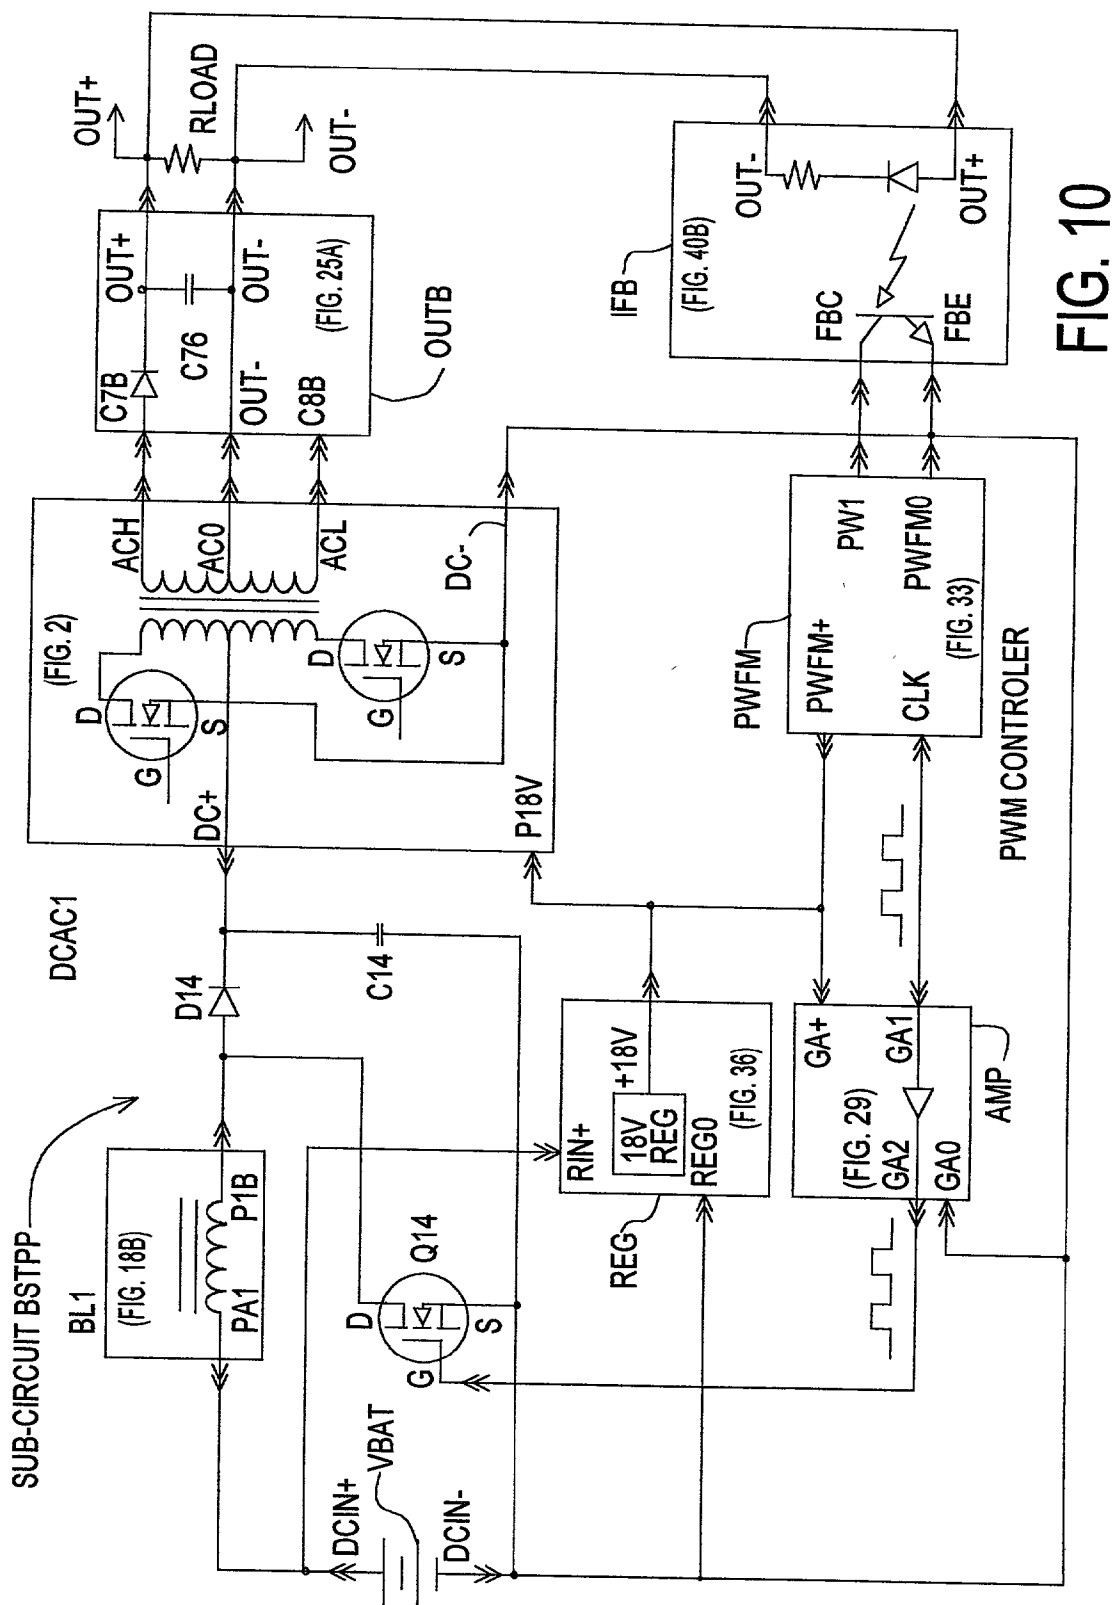 SUB-CIRCUIT BSTPP
BL1
(FIG. 18B)
PA1
P1B
D14
DCAC1
C14
DCIN+
VBAT
DCIN-
Q14
D
G
S
(FIG. 2)
DC+
D
G
S
D
G
S
ACH
AC0
ACL
DC-
P18V
C7B
OUT+
C76
OUT-
OUT-
C8B
(FIG. 25A)
OUTB
OUT+
RLOAD
OUT-
RIN+
18V
REG
+18V
REG0
(FIG. 36)
REG
GA+
GA1
(FIG. 29)
GA2
GA0
AMP
PWFM
PWFM+
PW1
CLK
PWFM0
(FIG. 33)
PWM CONTROLER
IFB
(FIG. 40B)
OUT-
FBC
FBE
OUT+
FIG. 10